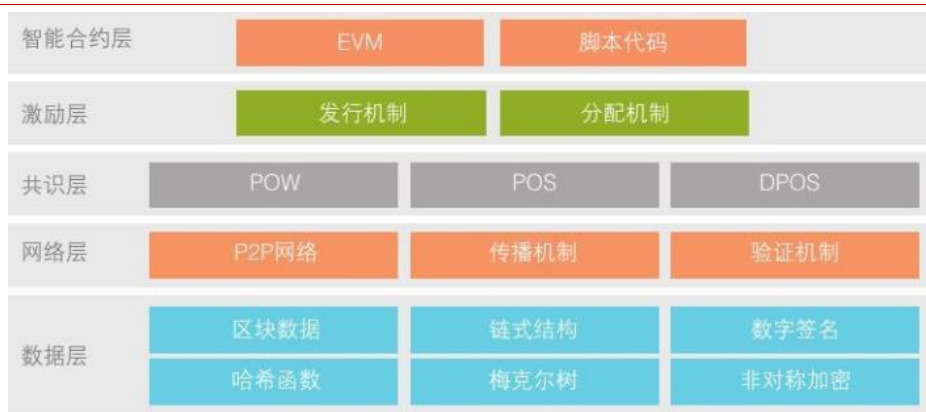 智能合约层 EVM 脚本代码
激励层 发行机制 分配机制
共识层 POW POS DPOS
网络层 P2P网络 传播机制 验证机制
数据层 区块数据 链式结构 数字签名
哈希函数 梅克尔树 非对称加密